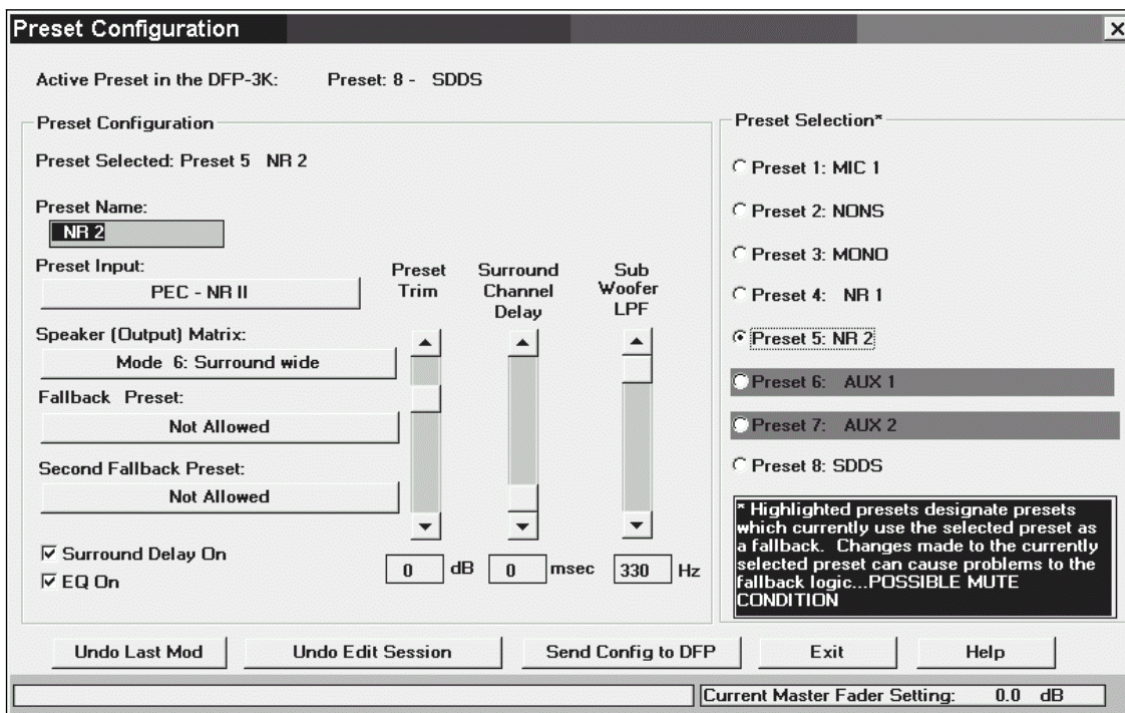 Preset Configuration
Active Preset in the DFP-3K: Preset: 8 - SDDS
Preset Configuration
Preset Selected: Preset 5 NR 2
Preset Name:
NR 2
Preset Input:
PEC - NR II
Speaker (Output) Matrix:
Mode 6: Surround wide
Fallback Preset:
Not Allowed
Second Fallback Preset:
Not Allowed
Surround Delay On
EQ On
Preset
Trim
0 dB
Surround
Channel
Delay
0 msec
Sub
Woofer
LPF
330 Hz
Preset Selection*
Preset 1: MIC 1
Preset 2: NONS
Preset 3: MONO
Preset 4: NR 1
Preset 5: NR 2
Preset 6: AUX 1
Preset 7: AUX 2
Preset 8: SDDS
* Highlighted presets designate presets
which currently use the selected preset as
a fallback. Changes made to the currently
selected preset can cause problems to the
fallback logic...POSSIBLE MUTE
CONDITION
Undo Last Mod
Undo Edit Session
Send Config to DFP
Exit
Help
Current Master Fader Setting: 0.0 dB